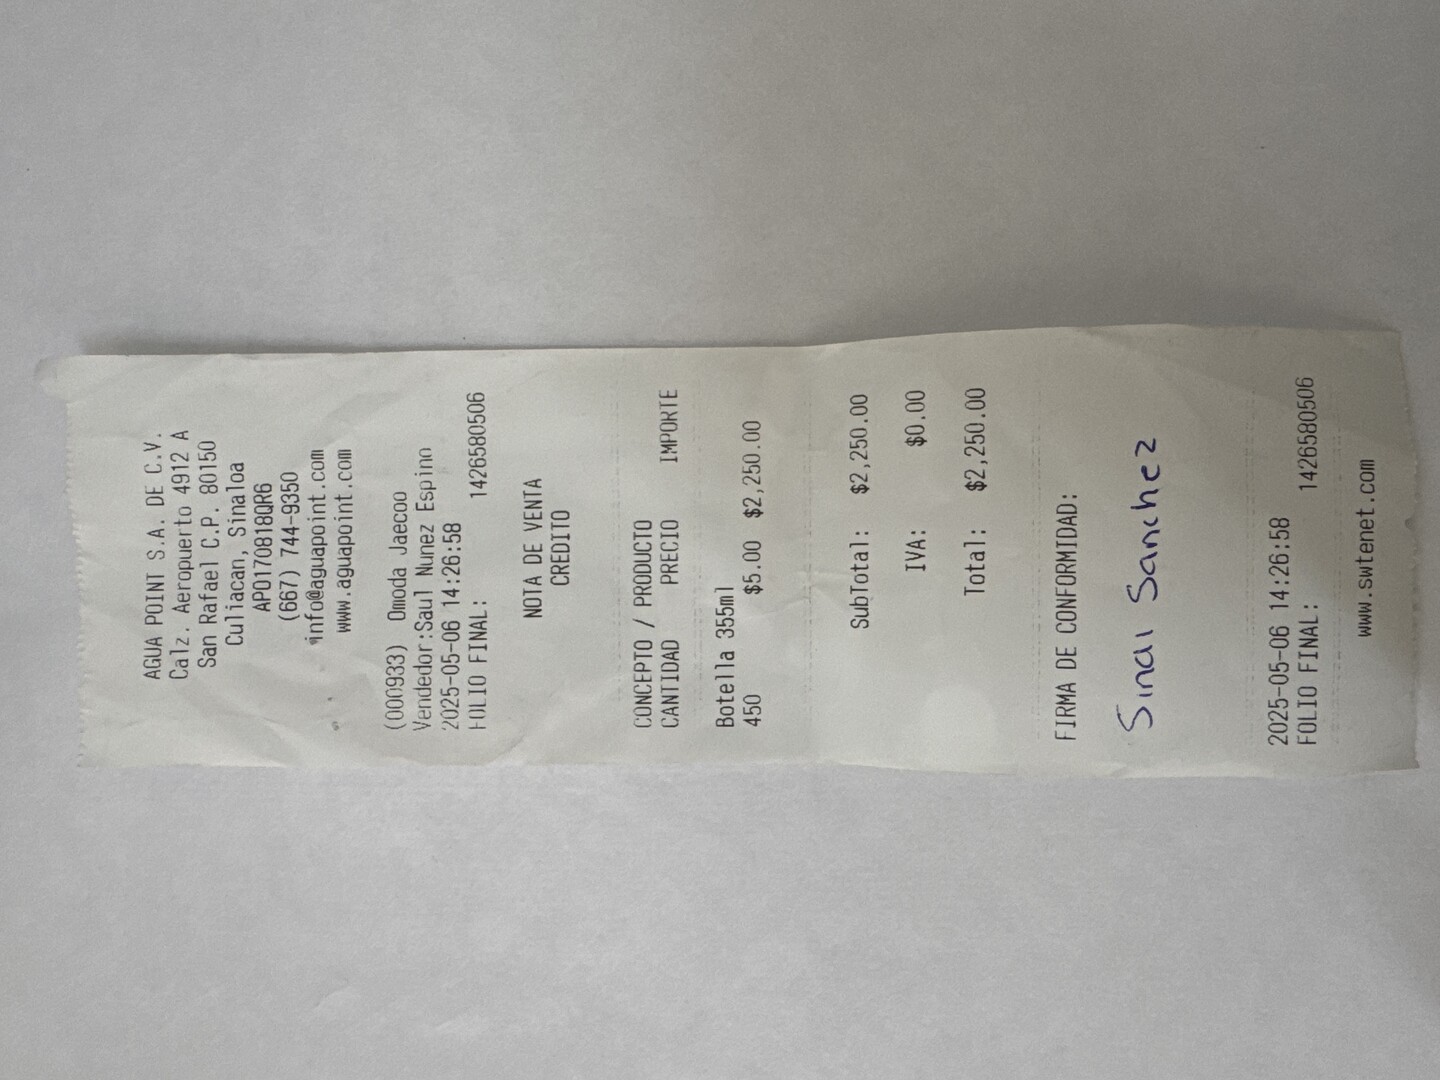 AGUA POINT S.A. DE C.V.
Calz. Aeropuerto 4912 A
San Rafael C.P. 80150
Culiacan, Sinaloa
APO170818QR6
(667) 744-9350
info@aguapoint.com
www.aguapoint.com
(000933) Omoda Jaecoo
Vendedor:Saul Nunez Espino
2025-05-06 14:26:58
FOLIO FINAL: 1426580506
NOTA DE VENTA
CREDITO
CONCEPTO / PRODUCTO
CANTIDAD PRECIO IMPORTE
Botella 355ml
450 $5.00 $2,250.00
SubTotal: $2,250.00
IVA: $0.00
Total: $2,250.00
FIRMA DE CONFORMIDAD:
Sinai Sanchez
2025-05-06 14:26:58
FOLIO FINAL: 1426580506
www.swtenet.com